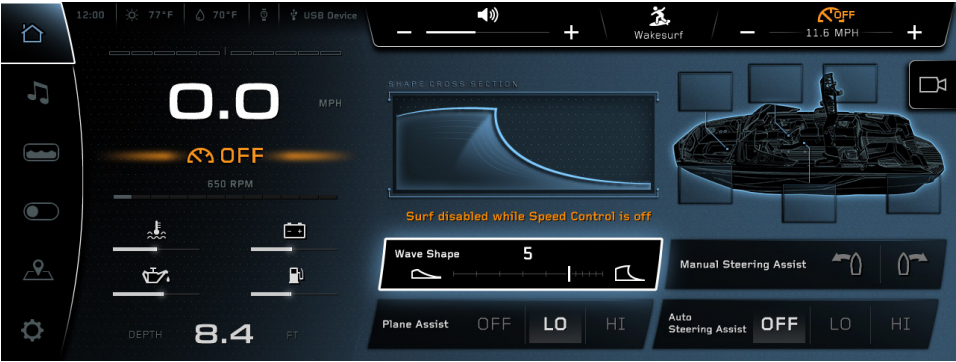 12:00 77°F 70°F USB Device
0.0 MPH
OFF
650 RPM
DEPTH 8.4 FT
Wakesurf
OFF
11.6 MPH
SHAPE CROSS SECTION
Surf disabled while Speed Control is off
Wave Shape 5
Manual Steering Assist
Plane Assist OFF LO HI
Auto
Steering Assist OFF LO HI